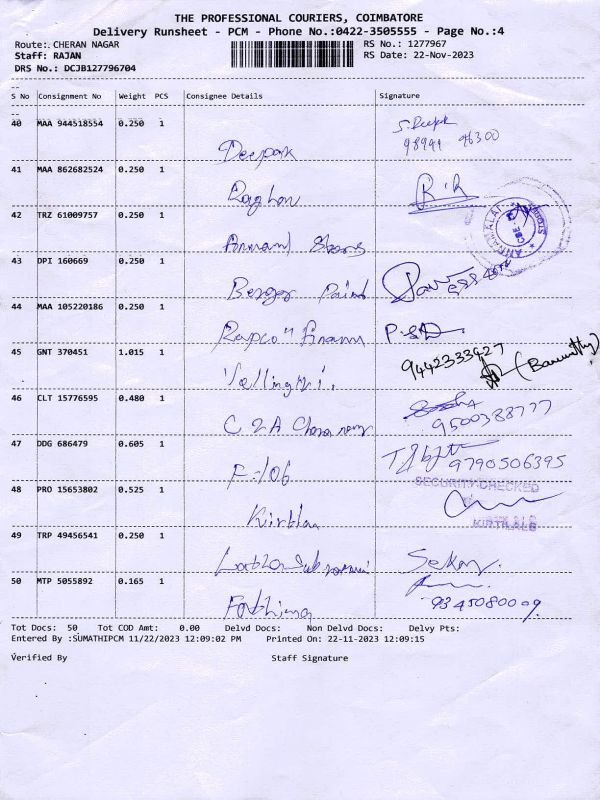 THE PROFESSIONAL COURIERS, COIMBATORE
Delivery Runsheet - PCM - Phone No.:0422-3505555 - Page No.:4
Route: CHERAN NAGAR RS No.: 1277967
Staff: RAJAN RS Date: 22-Nov-2023
DRS No.: DCJB127796704
S No Consignment No Weight PCS Consignee Details Signature
40 MAA 944518554 0.250 1
Deepak 98941 96300
41 MAA 862682524 0.250 1
Raghav
42 TRZ 61009757 0.250 1
Annamalai Stores
43 DPI 160669 0.250 1
Berger Paint
44 MAA 105220186 0.250 1
45 GNT 370451 1.015 1 9442333427
46 CLT 15776595 0.480 1
9500388777
47 DDG 686479 0.605 1 9790506395
F-106 SECURITY CHECKED
48 PRO 15653802 0.525 1
KIRTILALS
49 TRP 49456541 0.250 1
Sekar
50 MTP 5055892 0.165 1
Fathima 9345080009
Tot Docs: 50 Tot COD Amt: 0.00 Delvd Docs: Non Delvd Docs: Delvy Pts:
Entered By :SUMATHIPCM 11/22/2023 12:09:02 PM Printed On: 22-11-2023 12:09:15
Verified By Staff Signature